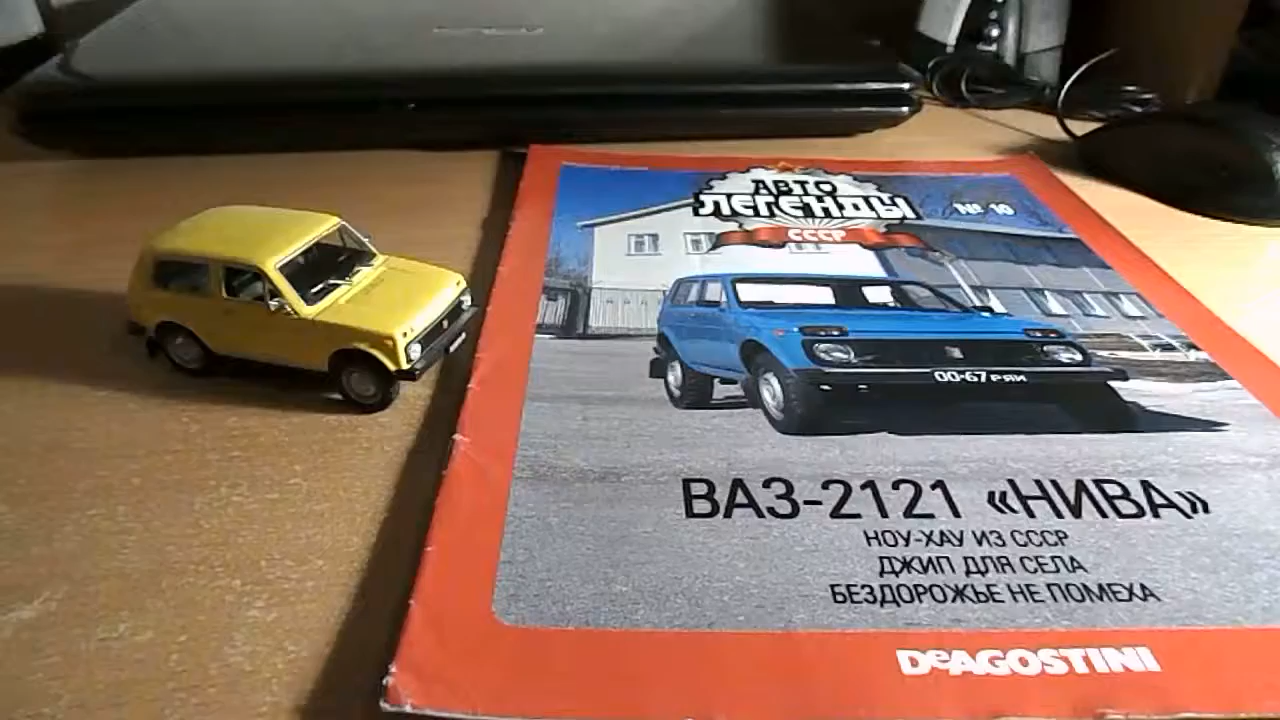 АВТО
ЛЕГЕНДЫ
СССР
№ 10
00-67 РЯИ
ВАЗ-2121 «НИВА»
НОУ-ХАУ ИЗ СССР
ДЖИП ДЛЯ СЕЛА
БЕЗДОРОЖЬЕ НЕ ПОМЕХА
DeAGOSTINI